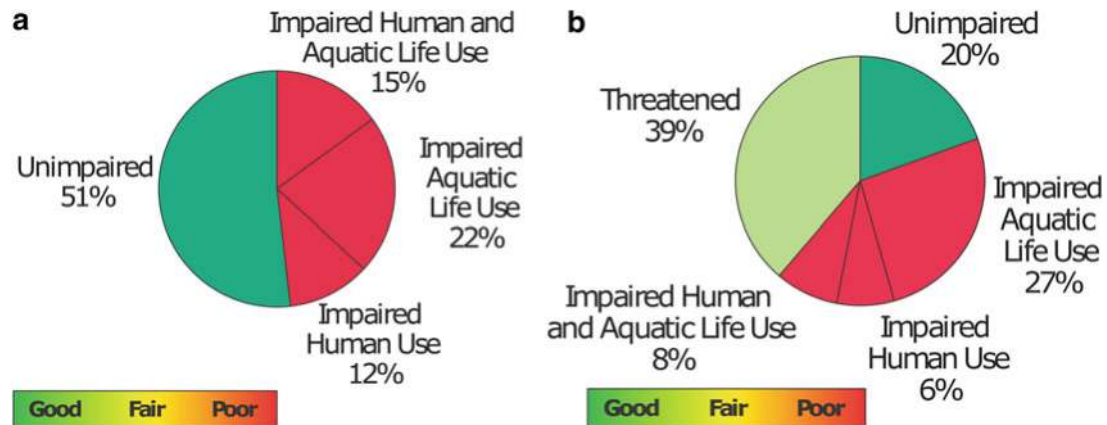 a
Impaired Human and
Aquatic Life Use
15%
Unimpaired
51%
Impaired
Aquatic
Life Use
22%
Impaired
Human Use
12%
Good Fair Poor
b
Unimpaired
20%
Threatened
39%
Impaired
Aquatic
Life Use
27%
Impaired Human
and Aquatic Life Use
8%
Impaired
Human Use
6%
Good Fair Poor